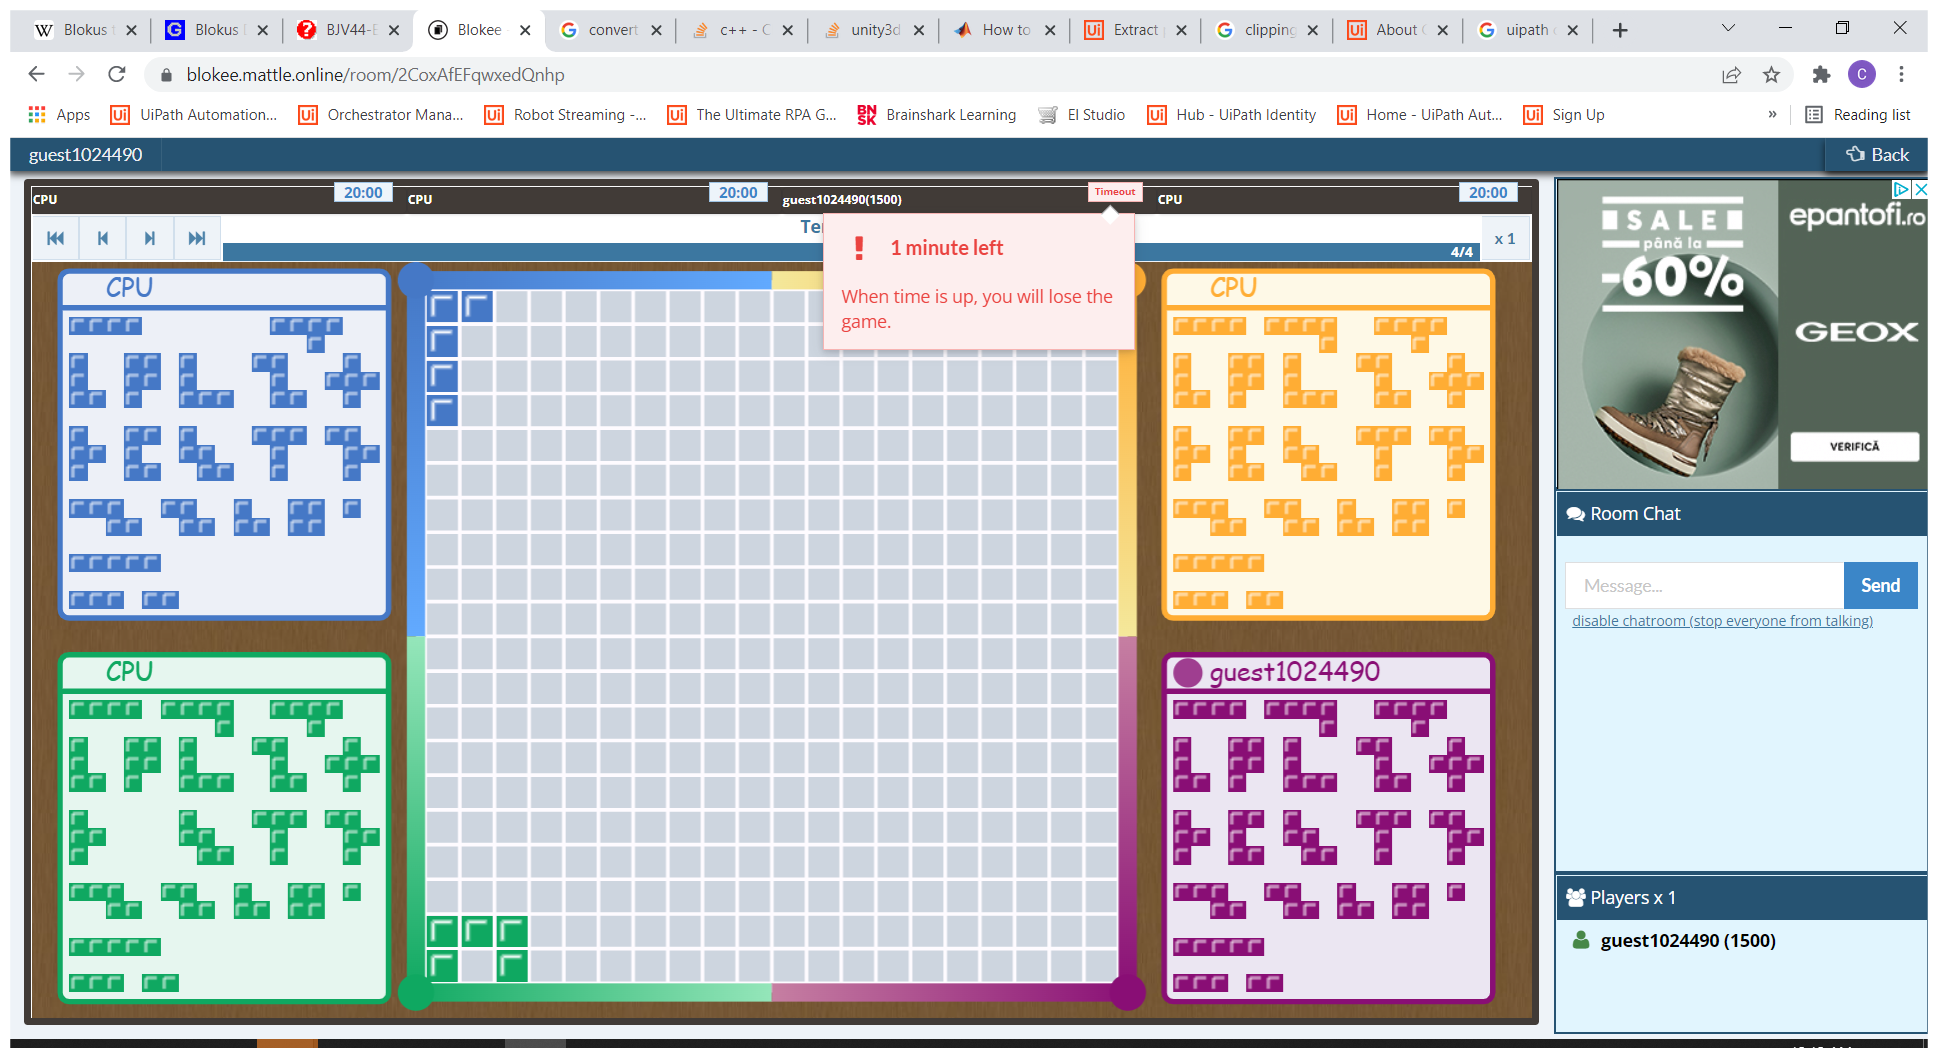 Blokus
Blokus
BJV44-E
Blokee
convert
c++ - C
unity3d
How to
Extract
clipping
About
uipath
blokee.mattle.online/room/2CoxAfEFqwxedQnhp
C
Apps
UiPath Automation...
Orchestrator Mana...
Robot Streaming -...
The Ultimate RPA G...
Brainshark Learning
EI Studio
Hub - UiPath Identity
Home - UiPath Aut...
Sign Up
»
Reading list
guest1024490
Back
CPU
20:00
CPU
20:00
guest1024490(1500)
Timeout
CPU
20:00
Te
4/4
x 1
! 1 minute left
When time is up, you will lose the
game.
CPU
CPU
CPU
guest1024490
SALE
până la
-60%
epantofi.ro
GEOX
VERIFICĂ
Room Chat
Message...
Send
disable chatroom (stop everyone from talking)
Players x 1
guest1024490 (1500)